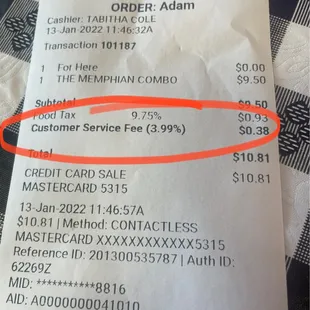 ORDER: Adam
Cashier: TABITHA COLE
13-Jan-2022 11:46:32A
Transaction 101187
1 For Here $0.00
1 THE MEMPHIAN COMBO $9.50
Subtotal $9.50
Food Tax 9.75% $0.93
Customer Service Fee (3.99%) $0.38
Total $10.81
CREDIT CARD SALE $10.81
MASTERCARD 5315
13-Jan-2022 11:46:57A
$10.81 | Method: CONTACTLESS
MASTERCARD XXXXXXXXXXXX5315
Reference ID: 201300535787 | Auth ID:
62269Z
MID: ***********8816
AID: A0000000041010